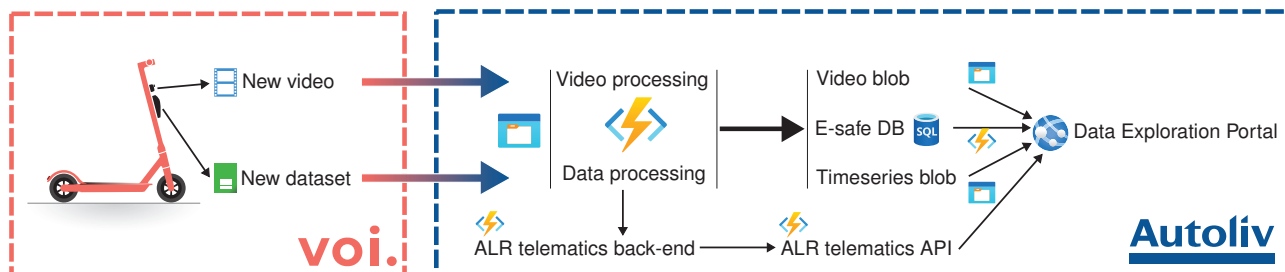 New video
New dataset
voi.
Video processing
Data processing
Video blob
E-safe DB
SQL
Timeseries blob
Data Exploration Portal
ALR telematics back-end
ALR telematics API
Autoliv